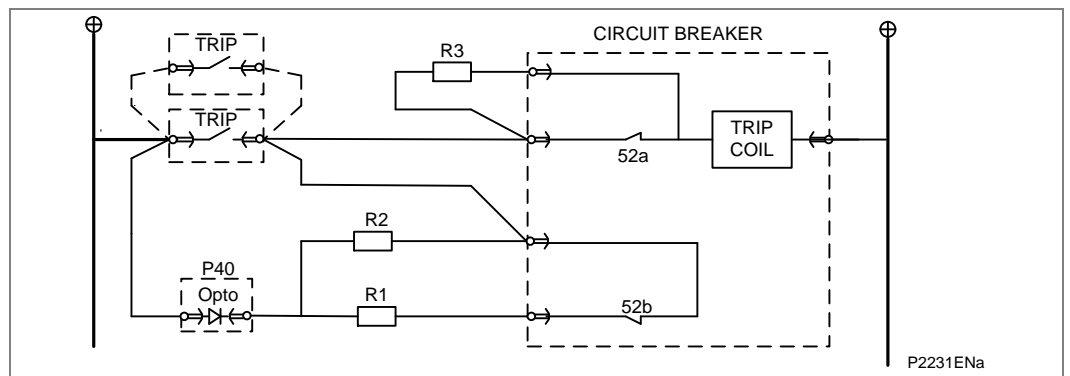 TRIP
R3
CIRCUIT BREAKER
TRIP
TRIP
COIL
52a
R2
P40
Opto
R1
52b
P2231ENa